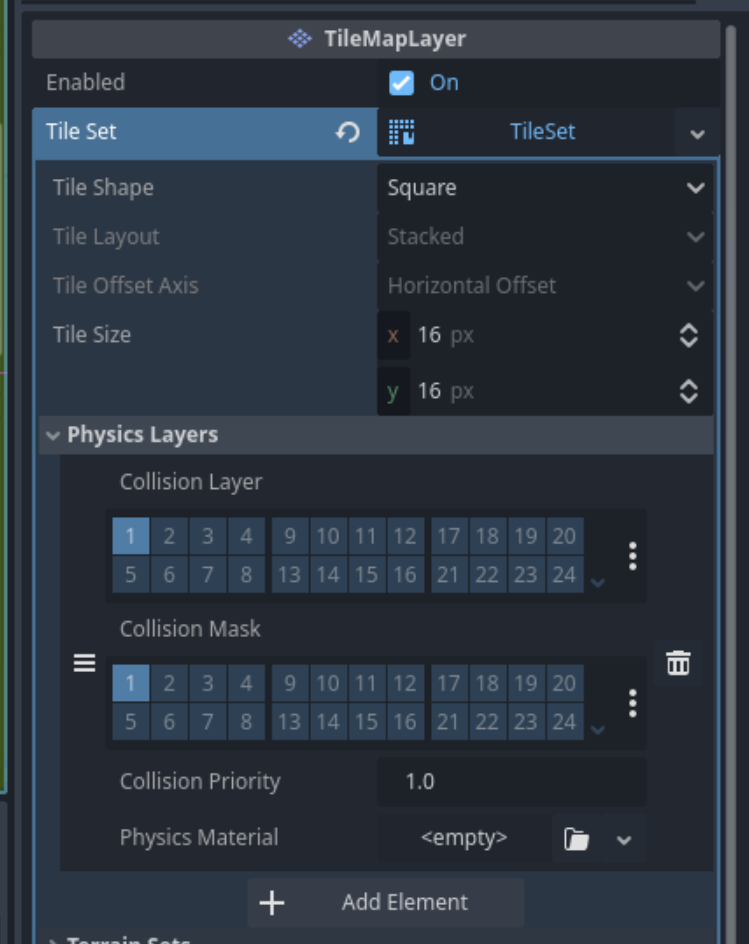 TileMapLayer
Enabled On
Tile Set TileSet
Tile Shape Square
Tile Layout Stacked
Tile Offset Axis Horizontal Offset
Tile Size x 16 px
y 16 px
Physics Layers
Collision Layer
1 2 3 4 9 10 11 12 17 18 19 20
5 6 7 8 13 14 15 16 21 22 23 24
Collision Mask
1 2 3 4 9 10 11 12 17 18 19 20
5 6 7 8 13 14 15 16 21 22 23 24
Collision Priority 1.0
Physics Material <empty>
Add Element
Terrain Sets